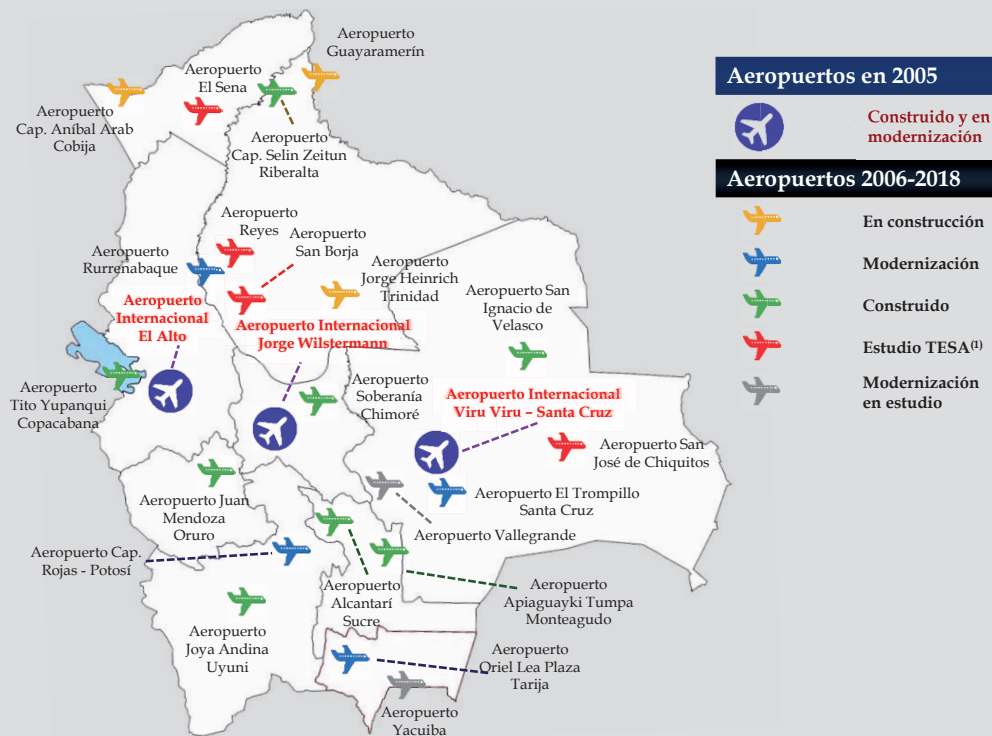 Aeropuerto
Guayaramerín
Aeropuerto
El Sena
Aeropuerto
Cap. Aníbal Arab
Cobija
Aeropuerto
Cap. Selin Zeitun
Riberalta
Aeropuerto
Reyes
Aeropuerto
San Borja
Aeropuerto
Rurrenabaque
Aeropuerto
Jorge Heinrich
Trinidad
Aeropuerto San
Ignacio de
Velasco
Aeropuerto
Internacional
El Alto
Aeropuerto Internacional
Jorge Wilstermann
Aeropuerto
Tito Yupanqui
Copacabana
Aeropuerto
Soberanía
Chimoré
Aeropuerto Internacional
Viru Viru – Santa Cruz
Aeropuerto San
José de Chiquitos
Aeropuerto Juan
Mendoza
Oruro
Aeropuerto El Trompillo
Santa Cruz
Aeropuerto Vallegrande
Aeropuerto Cap.
Rojas - Potosí
Aeropuerto
Alcantarí
Sucre
Aeropuerto
Apiaguayki Tumpa
Monteagudo
Aeropuerto
Joya Andina
Uyuni
Aeropuerto
Oriel Lea Plaza
Tarija
Aeropuerto
Yacuiba
Aeropuertos en 2005
Construido y en
modernización
Aeropuertos 2006-2018
En construcción
Modernización
Construido
Estudio TESA(1)
Modernización
en estudio